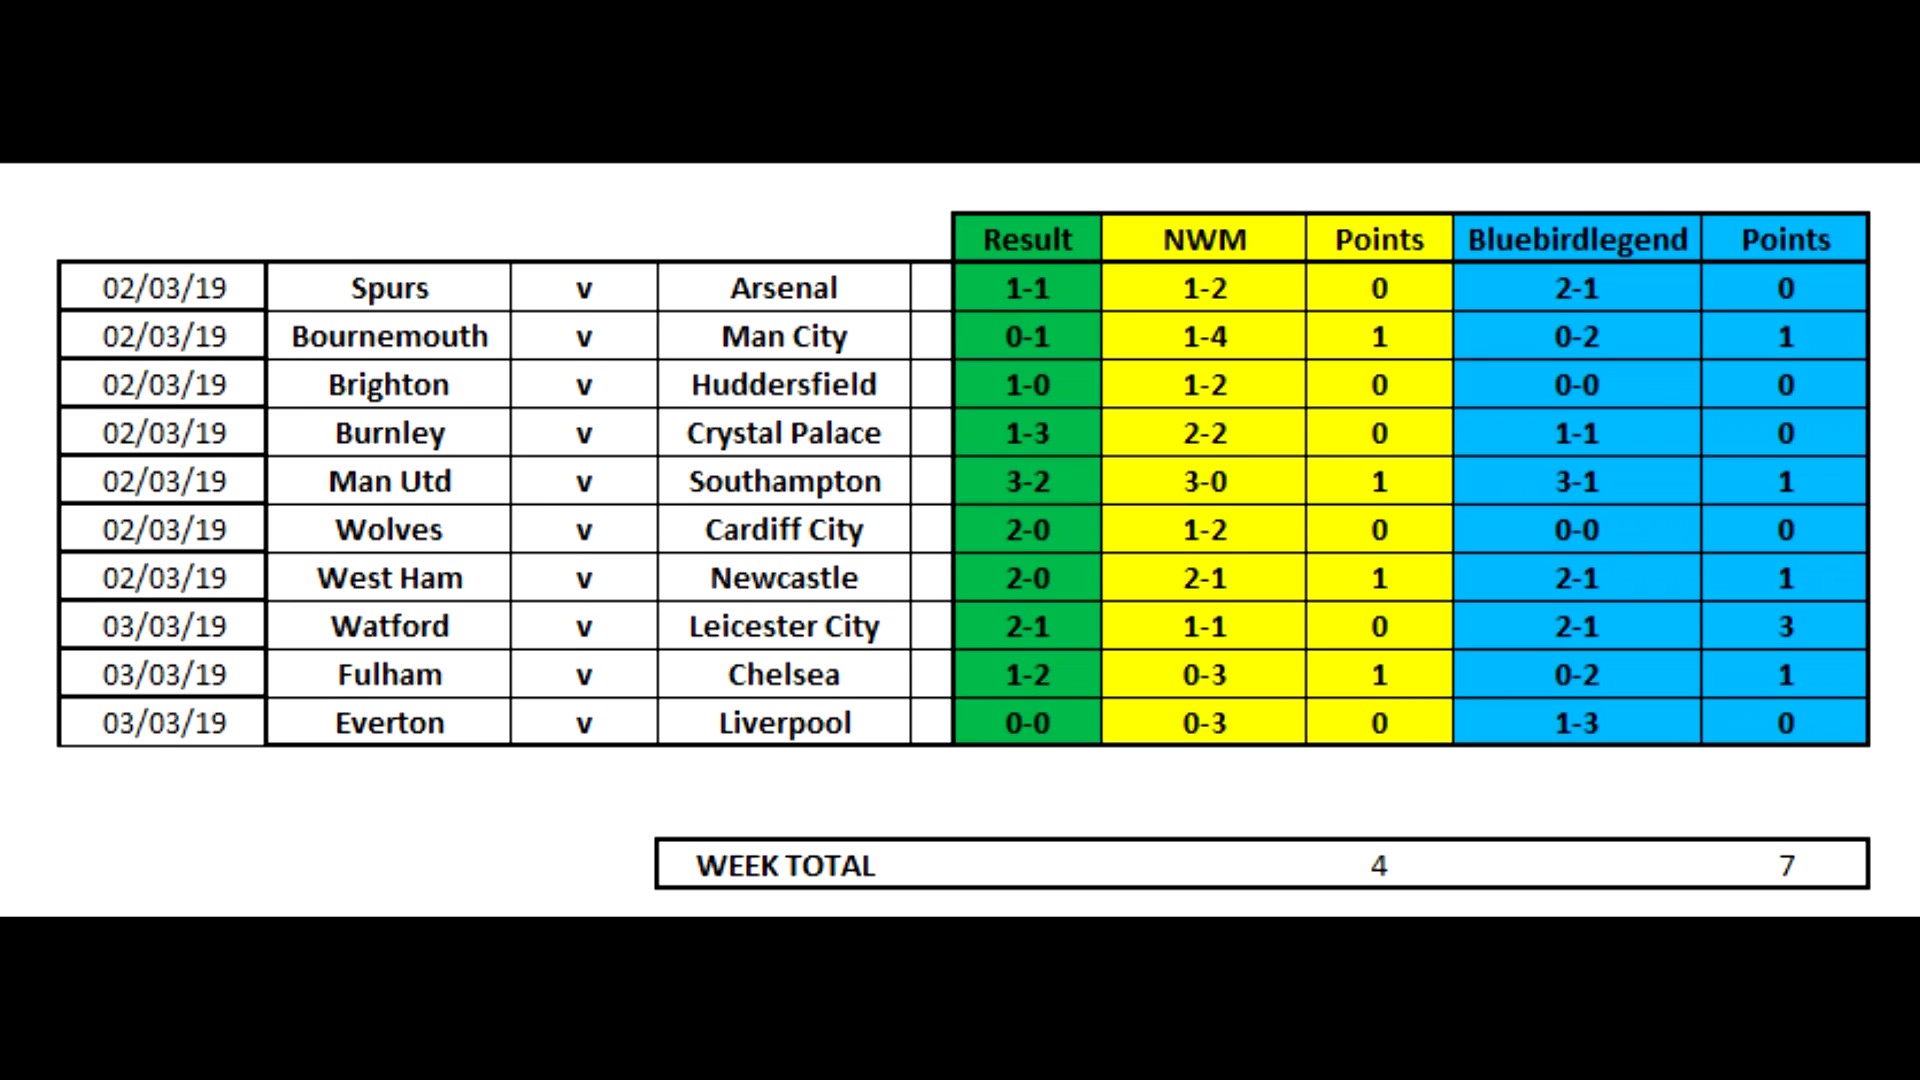 Result NWM Points Bluebirdlegend Points
02/03/19 Spurs v Arsenal 1-1 1-2 0 2-1 0
02/03/19 Bournemouth v Man City 0-1 1-4 1 0-2 1
02/03/19 Brighton v Huddersfield 1-0 1-2 0 0-0 0
02/03/19 Burnley v Crystal Palace 1-3 2-2 0 1-1 0
02/03/19 Man Utd v Southampton 3-2 3-0 1 3-1 1
02/03/19 Wolves v Cardiff City 2-0 1-2 0 0-0 0
02/03/19 West Ham v Newcastle 2-0 2-1 1 2-1 1
03/03/19 Watford v Leicester City 2-1 1-1 0 2-1 3
03/03/19 Fulham v Chelsea 1-2 0-3 1 0-2 1
03/03/19 Everton v Liverpool 0-0 0-3 0 1-3 0
WEEK TOTAL 4 7